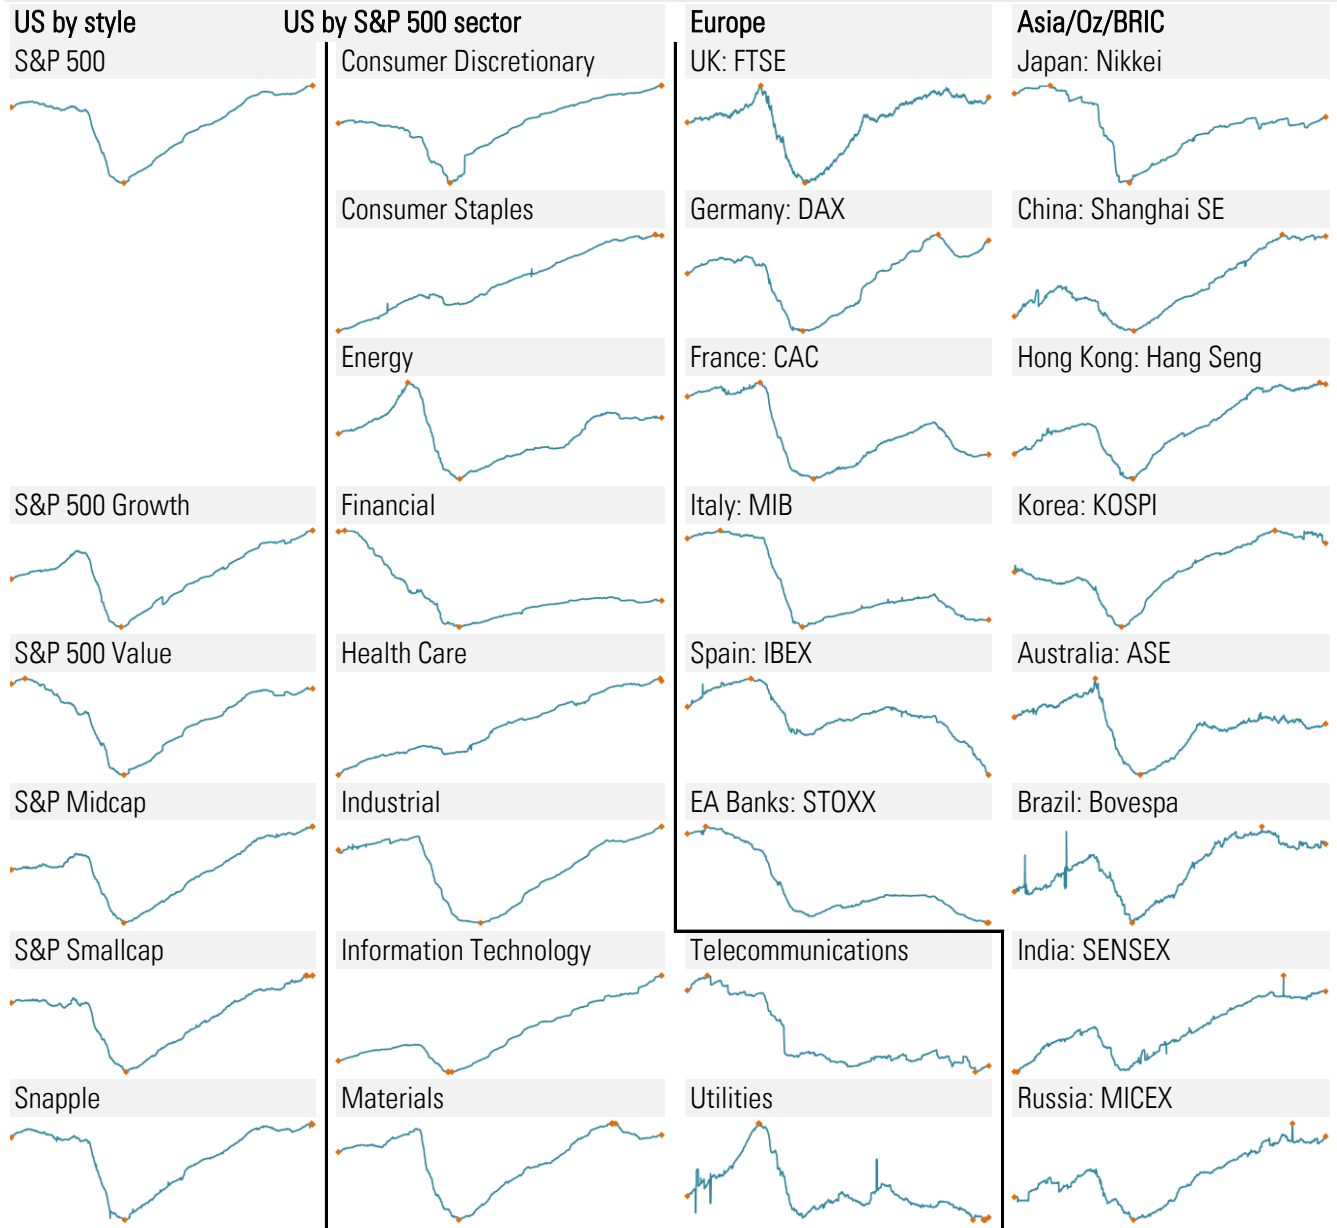 US by style
US by S&P 500 sector
Europe
Asia/Oz/BRIC
S&P 500
Consumer Discretionary
UK: FTSE
Japan: Nikkei
Consumer Staples
Germany: DAX
China: Shanghai SE
Energy
France: CAC
Hong Kong: Hang Seng
S&P 500 Growth
Financial
Italy: MIB
Korea: KOSPI
S&P 500 Value
Health Care
Spain: IBEX
Australia: ASE
S&P Midcap
Industrial
EA Banks: STOXX
Brazil: Bovespa
S&P Smallcap
Information Technology
Telecommunications
India: SENSEX
Snapple
Materials
Utilities
Russia: MICEX